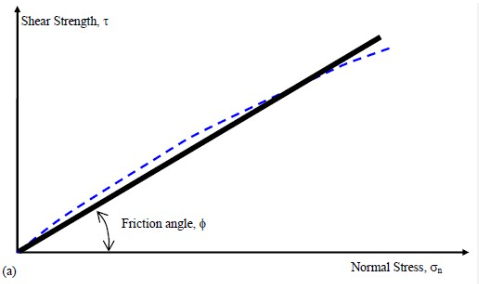 Shear Strength, τ
Friction angle, ϕ
Normal Stress, σn
(a)